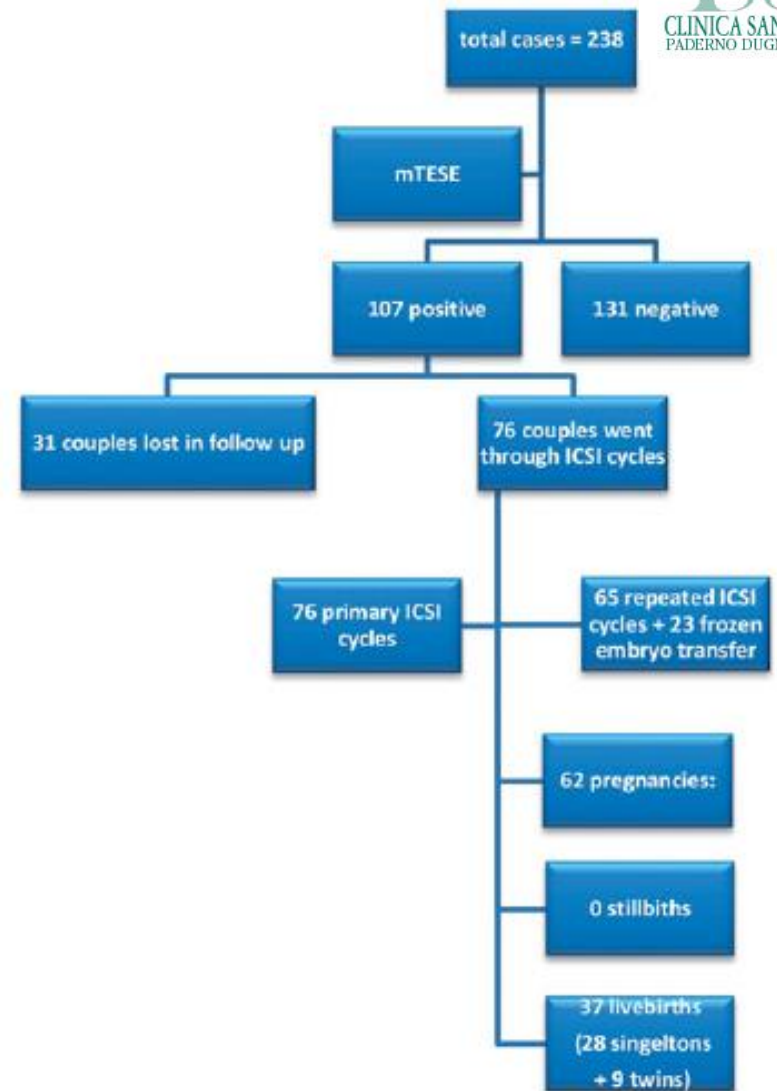 total cases = 238
CLINICA SAN
PADERNO DUG
mTESE
107 positive
131 negative
31 couples lost in follow up
76 couples went
through ICSI cycles
76 primary ICSI
cycles
65 repeated ICSI
cycles + 23 frozen
embryo transfer
62 pregnancies:
0 stillbiths
37 livebirths
(28 singeltons
+ 9 twins)